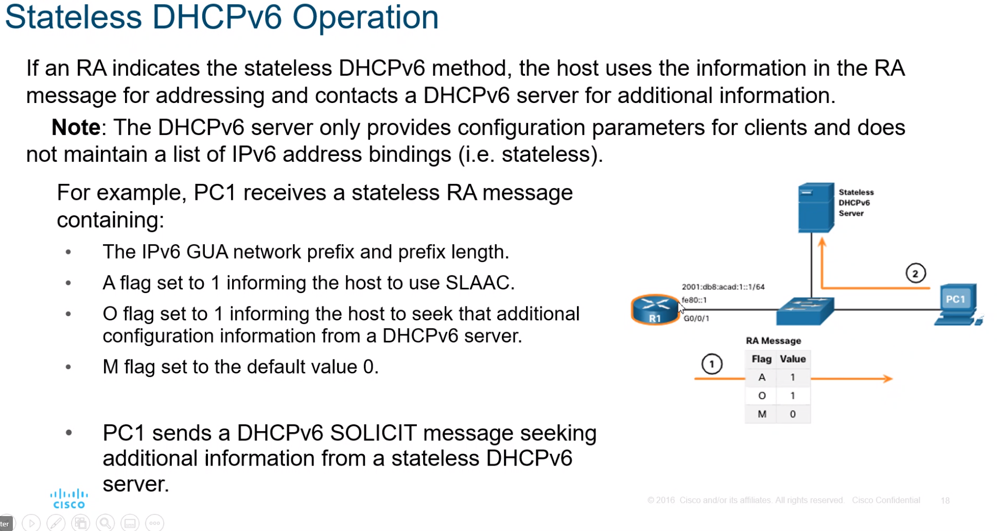 Stateless DHCPv6 Operation
If an RA indicates the stateless DHCPv6 method, the host uses the information in the RA
message for addressing and contacts a DHCPv6 server for additional information.
Note: The DHCPv6 server only provides configuration parameters for clients and does
not maintain a list of IPv6 address bindings (i.e. stateless).
For example, PC1 receives a stateless RA message
containing:
• The IPv6 GUA network prefix and prefix length.
• A flag set to 1 informing the host to use SLAAC.
• O flag set to 1 informing the host to seek that additional
configuration information from a DHCPv6 server.
• M flag set to the default value 0.
• PC1 sends a DHCPv6 SOLICIT message seeking
additional information from a stateless DHCPv6
server.
Stateless
DHCPv6
Server
2
2001:db8:acad:1::1/64
fe80::1
G0/0/1
R1
PC1
RA Message
1
Flag Value
A 1
O 1
M 0
CISCO
© 2016 Cisco and/or its affiliates. All rights reserved. Cisco Confidential 18
ter